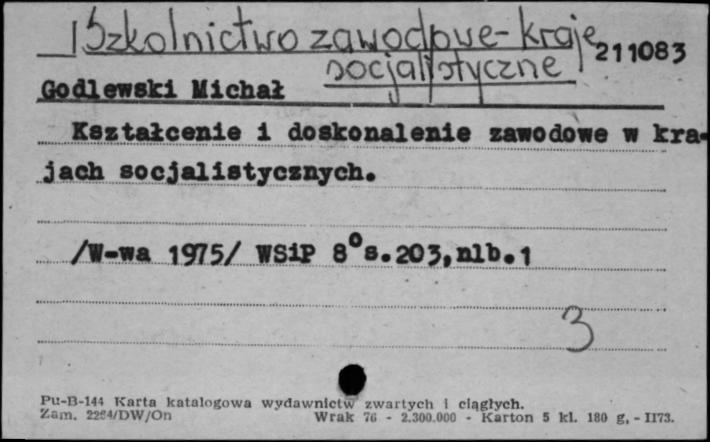 Szkolnictwo zawodowe - kraje
socjalistyczne
211083
Godlewski Michał
Kształcenie i doskonalenie zawodowe w kra-
jach socjalistycznych.
/W-wa 1975/ WSiP 8° s.203,nlb.1
3
Pu-B-144 Karta katalogowa wydawnictw zwartych i ciągłych.
Zam. 2264/DW/On Wrak 76 - 2.300.000 - Karton 5 kl. 180 g, - II73.